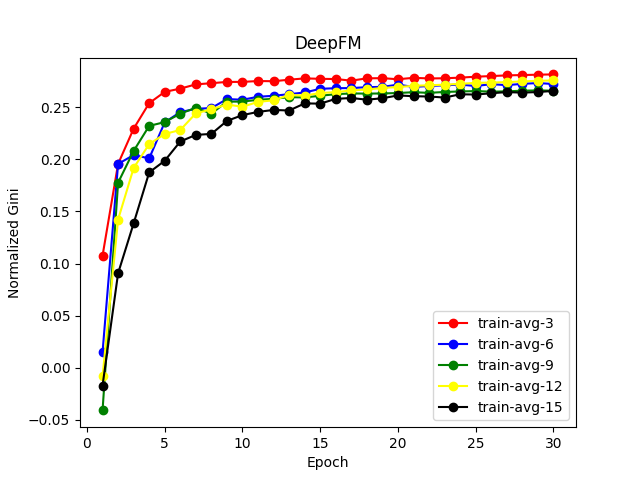 DeepFM
Normalized Gini
0.25
0.20
0.15
0.10
0.05
0.00
−0.05
0
5
10
15
20
25
30
Epoch
train-avg-3
train-avg-6
train-avg-9
train-avg-12
train-avg-15